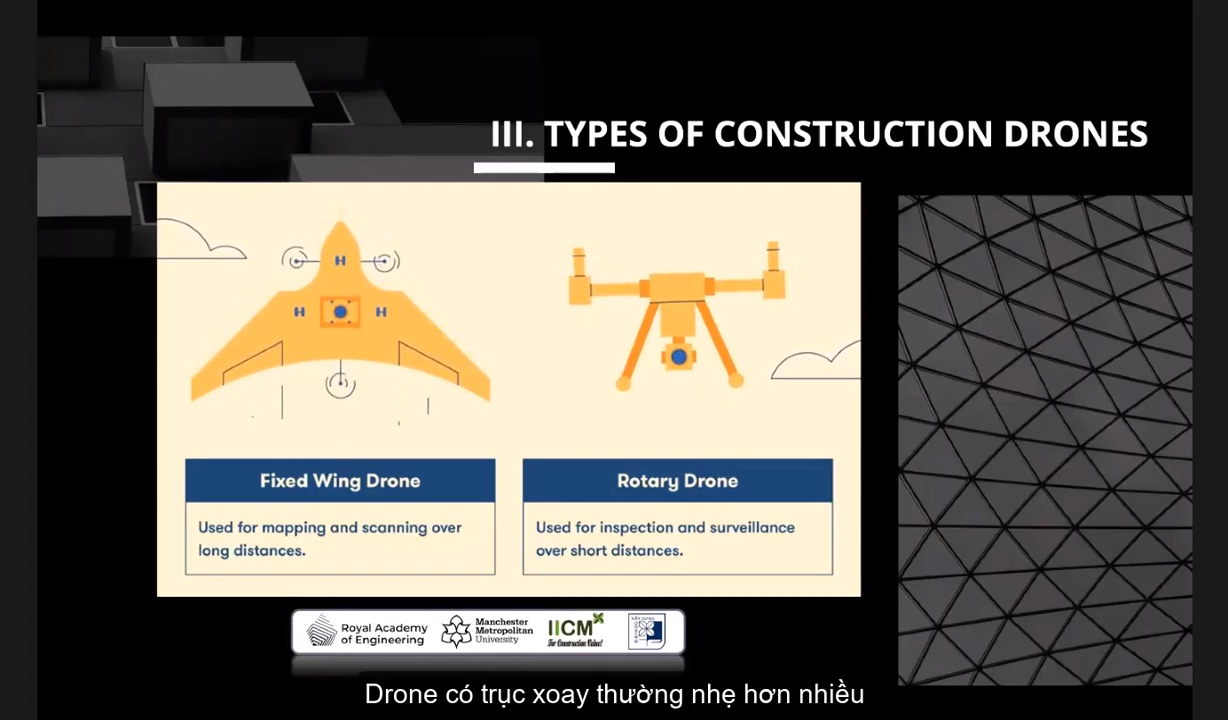 III. TYPES OF CONSTRUCTION DRONES
H
H
H
Fixed Wing Drone
Used for mapping and scanning over
long distances.
Rotary Drone
Used for inspection and surveillance
over short distances.
Royal Academy
of Engineering
Manchester
Metropolitan
University
IICM
For Construction Value!
Drone có trục xoay thường nhẹ hơn nhiều